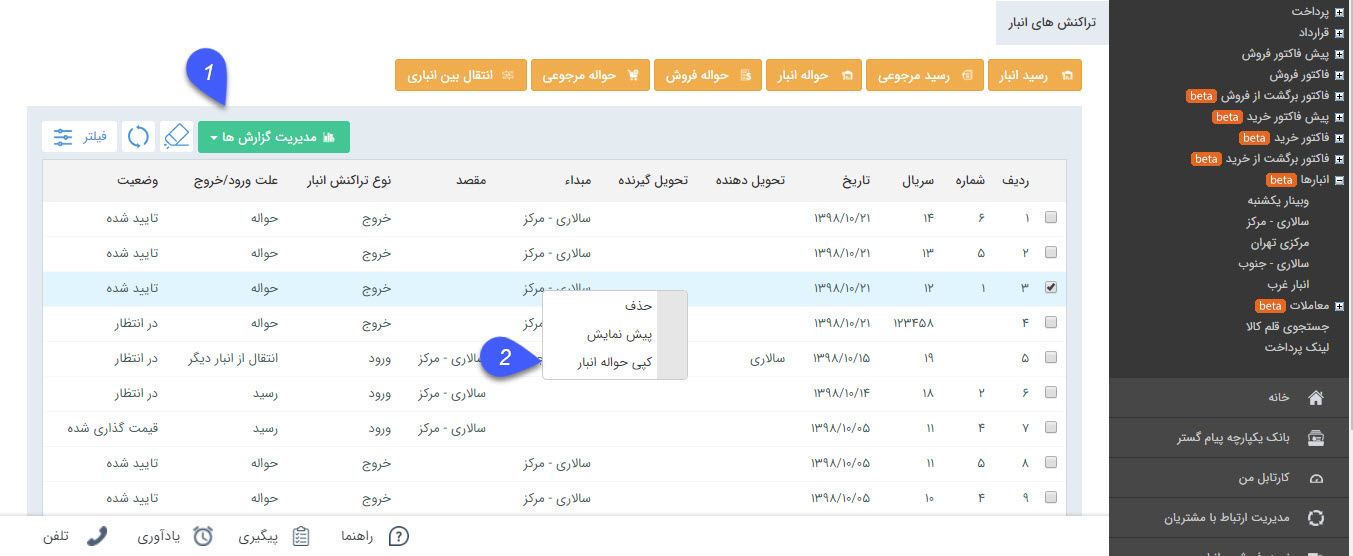 پرداخت
قرارداد
پیش فاکتور فروش
فاکتور فروش
فاکتور برگشت از فروش beta
پیش فاکتور خرید beta
فاکتور خرید beta
فاکتور برگشت از خرید beta
انبارها beta
وبینار یکشنبه
سالاری - مرکز
مرکزی تهران
سالاری - جنوب
انبار غرب
معاملات beta
جستجوی قلم کالا
لینک پرداخت
خانه
بانک یکپارچه پیام گستر
کارتابل من
مدیریت ارتباط با مشتریان
تراکنش های انبار
رسید انبار رسید مرجوعی حواله انبار حواله فروش حواله مرجوعی انتقال بین انباری
1
مدیریت گزارش ها فیلتر
ردیف شماره سریال تاریخ تحویل دهنده تحویل گیرنده مبداء مقصد نوع تراکنش انبار علت ورود/خروج وضعیت
۱ ۶ ۱۴ ۱۳۹۸/۱۰/۲۱ سالاری - مرکز خروج حواله تایید شده
۲ ۵ ۱۳ ۱۳۹۸/۱۰/۲۱ سالاری - مرکز خروج حواله تایید شده
۳ ۱ ۱۲ ۱۳۹۸/۱۰/۲۱ سالاری - مرکز خروج حواله تایید شده
۴ ۱۲۳۴۵۸ ۱۳۹۸/۱۰/۲۱ مرکز خروج حواله در انتظار
۵ ۱۹ ۱۳۹۸/۱۰/۱۵ سالاری سالاری - مرکز ورود انتقال از انبار دیگر در انتظار
۶ ۲ ۱۸ ۱۳۹۸/۱۰/۱۴ سالاری - مرکز ورود رسید در انتظار
۷ ۴ ۱۱ ۱۳۹۸/۱۰/۰۵ سالاری - مرکز ورود رسید قیمت گذاری شده
۸ ۵ ۱۱ ۱۳۹۸/۱۰/۰۵ سالاری - مرکز خروج حواله تایید شده
۹ ۴ ۱۰ ۱۳۹۸/۱۰/۰۵ سالاری - مرکز خروج حواله تایید شده
حذف
پیش نمایش
کپی حواله انبار
2
راهنما پیگیری یادآوری تلفن